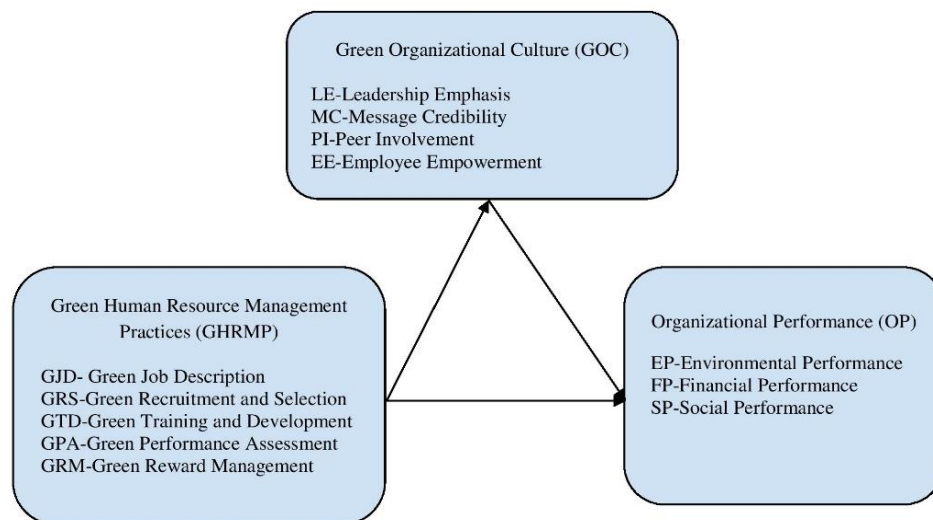 Green Organizational Culture (GOC)
LE-Leadership Emphasis
MC-Message Credibility
PI-Peer Involvement
EE-Employee Empowerment
Green Human Resource Management
Practices (GHRMP)
GJD- Green Job Description
GRS-Green Recruitment and Selection
GTD-Green Training and Development
GPA-Green Performance Assessment
GRM-Green Reward Management
Organizational Performance (OP)
EP-Environmental Performance
FP-Financial Performance
SP-Social Performance